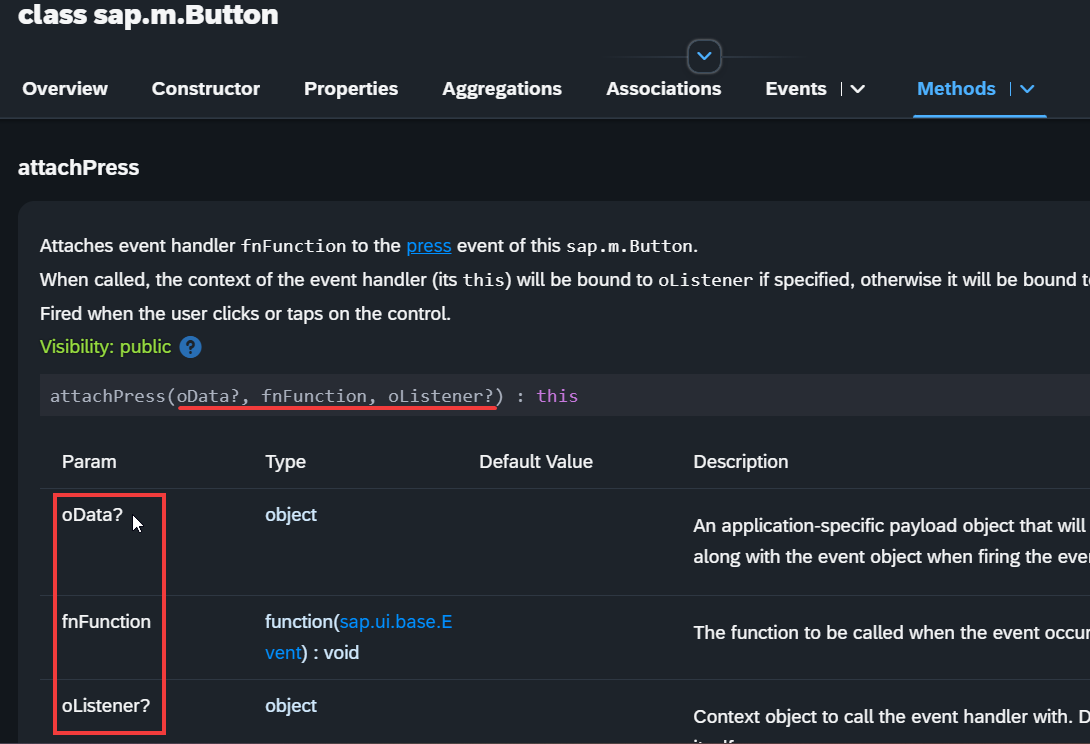 class sap.m.Button
Overview Constructor Properties Aggregations Associations Events Methods
attachPress
Attaches event handler fnFunction to the press event of this sap.m.Button.
When called, the context of the event handler (its this) will be bound to oListener if specified, otherwise it will be bound
Fired when the user clicks or taps on the control.
Visibility: public ?
attachPress(oData?, fnFunction, oListener?) : this
Param Type Default Value Description
oData? object An application-specific payload object that will
along with the event object when firing the
fnFunction function(sap.ui.base.E
vent) : void The function to be called when the event
oListener? object Context object to call the event handler with.